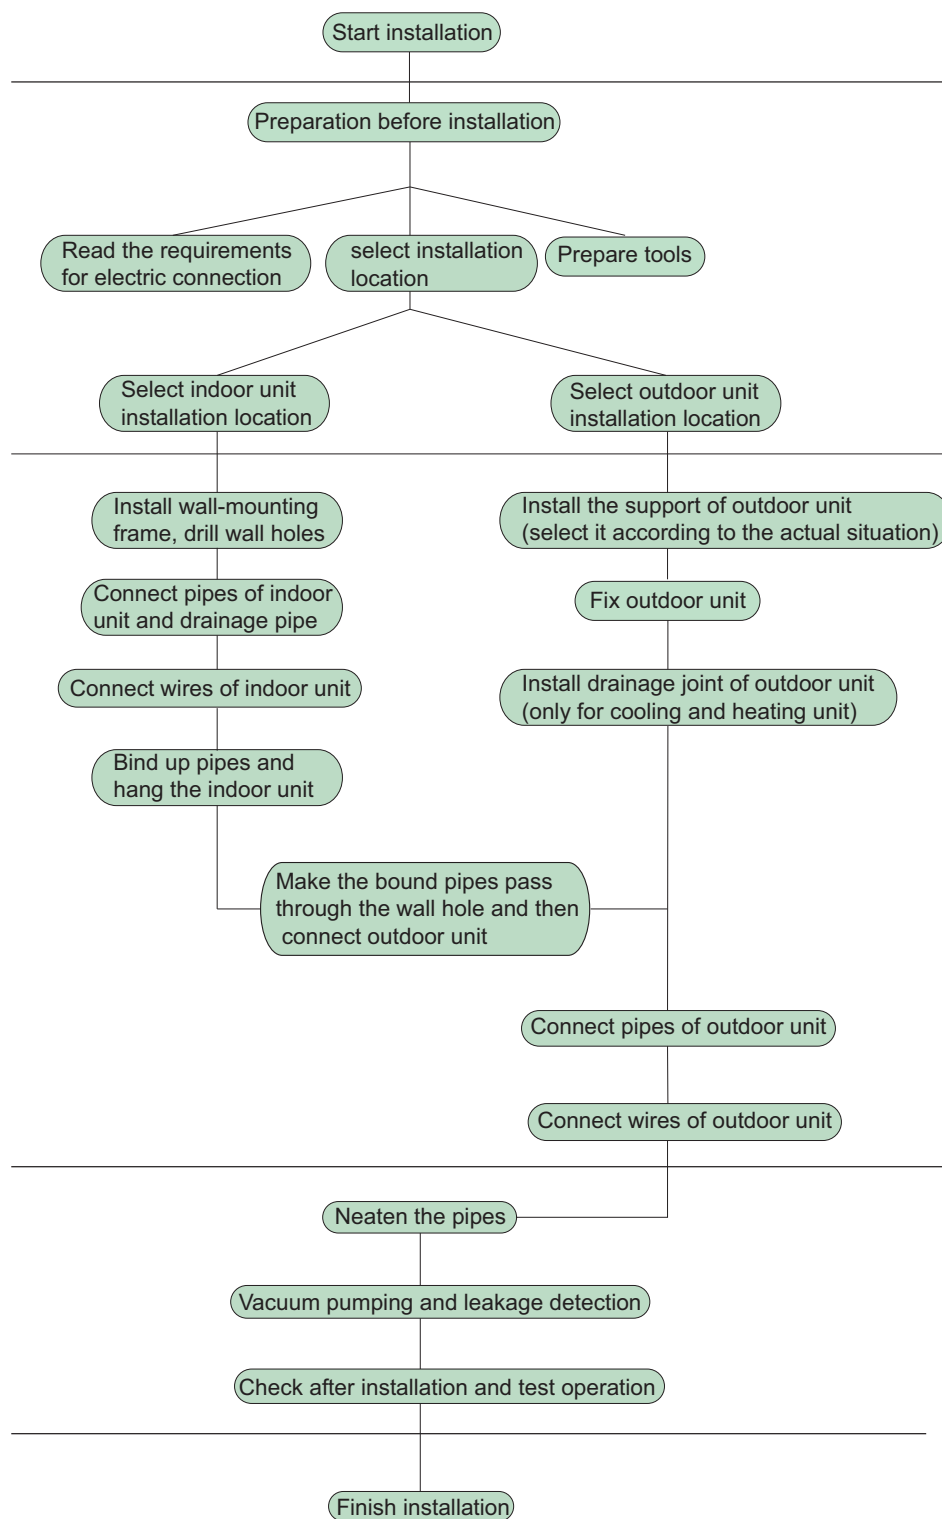 Start installation
Preparation before installation
Read the requirements
for electric connection
select installation
location
Prepare tools
Select indoor unit
installation location
Select outdoor unit
installation location
Install wall-mounting
frame, drill wall holes
Install the support of outdoor unit
(select it according to the actual situation)
Connect pipes of indoor
unit and drainage pipe
Fix outdoor unit
Connect wires of indoor unit
Install drainage joint of outdoor unit
(only for cooling and heating unit)
Bind up pipes and
hang the indoor unit
Make the bound pipes pass
through the wall hole and then
connect outdoor unit
Connect pipes of outdoor unit
Connect wires of outdoor unit
Neaten the pipes
Vacuum pumping and leakage detection
Check after installation and test operation
Finish installation